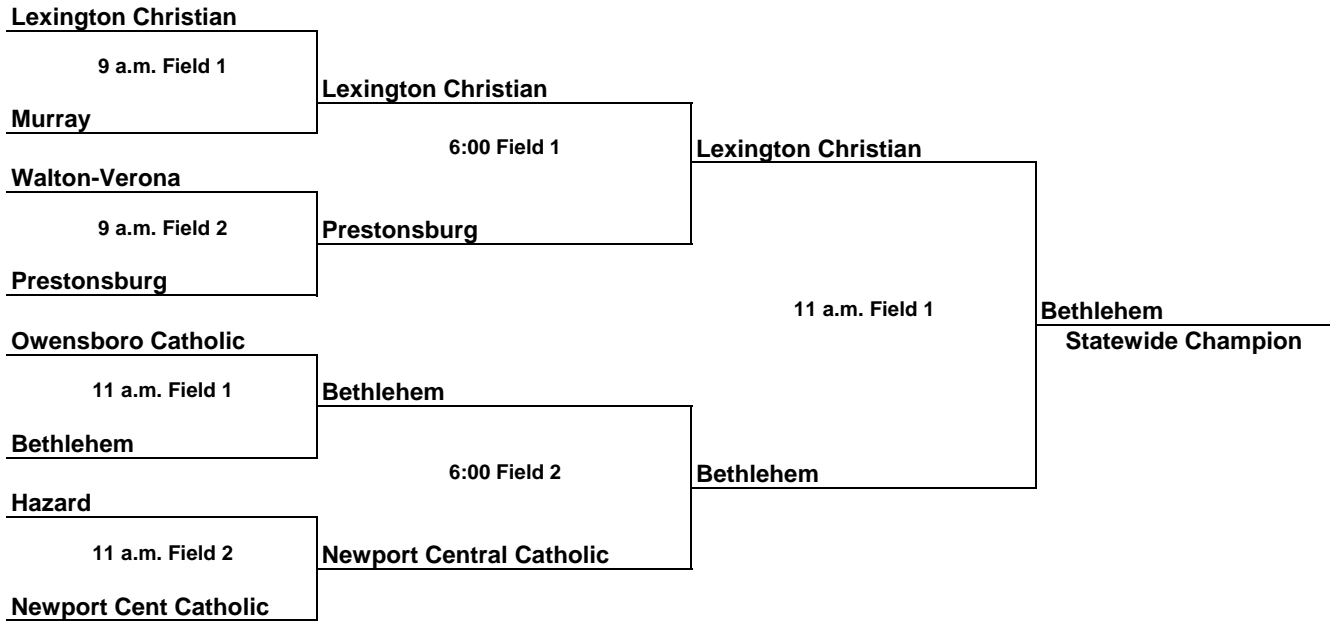 Lexington Christian
9 a.m. Field 1
Lexington Christian
Murray
6:00 Field 1
Lexington Christian
Walton-Verona
9 a.m. Field 2
Prestonsburg
Prestonsburg
11 a.m. Field 1
Bethlehem
Owensboro Catholic
Statewide Champion
11 a.m. Field 1
Bethlehem
Bethlehem
6:00 Field 2
Bethlehem
Hazard
11 a.m. Field 2
Newport Central Catholic
Newport Cent Catholic